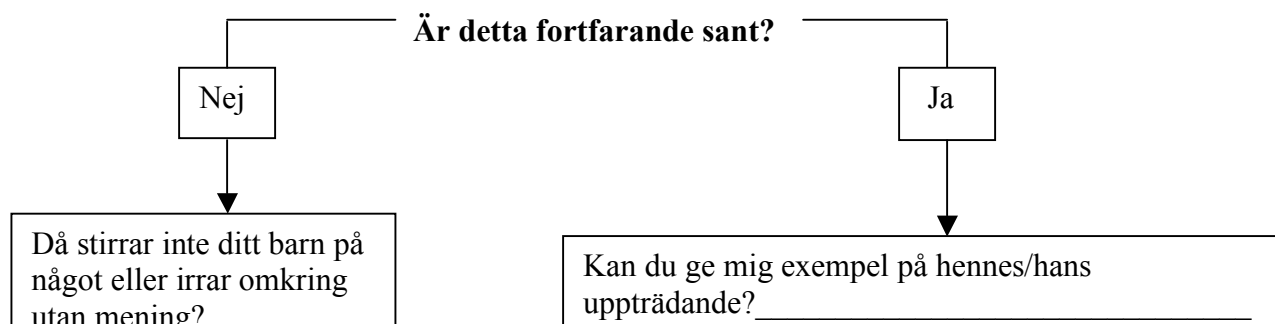 Är detta fortfarande sant?
Nej
Ja
Då stirrar inte ditt barn på
något eller irrar omkring
utan mening?
Kan du ge mig exempel på hennes/hans
uppträdande?